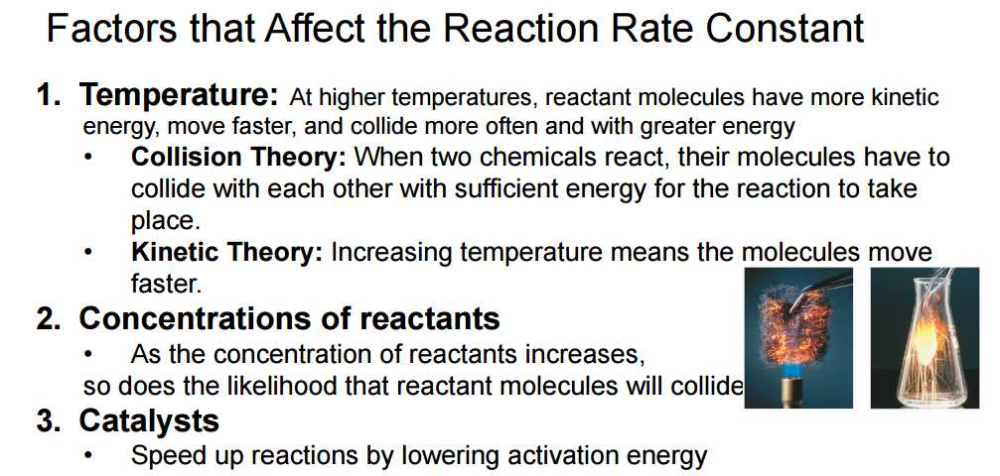 Factors that Affect the Reaction Rate Constant
1. Temperature: At higher temperatures, reactant molecules have more kinetic
energy, move faster, and collide more often and with greater energy
• Collision Theory: When two chemicals react, their molecules have to
collide with each other with sufficient energy for the reaction to take
place.
• Kinetic Theory: Increasing temperature means the molecules move
faster.
2. Concentrations of reactants
• As the concentration of reactants increases,
so does the likelihood that reactant molecules will collide
3. Catalysts
• Speed up reactions by lowering activation energy